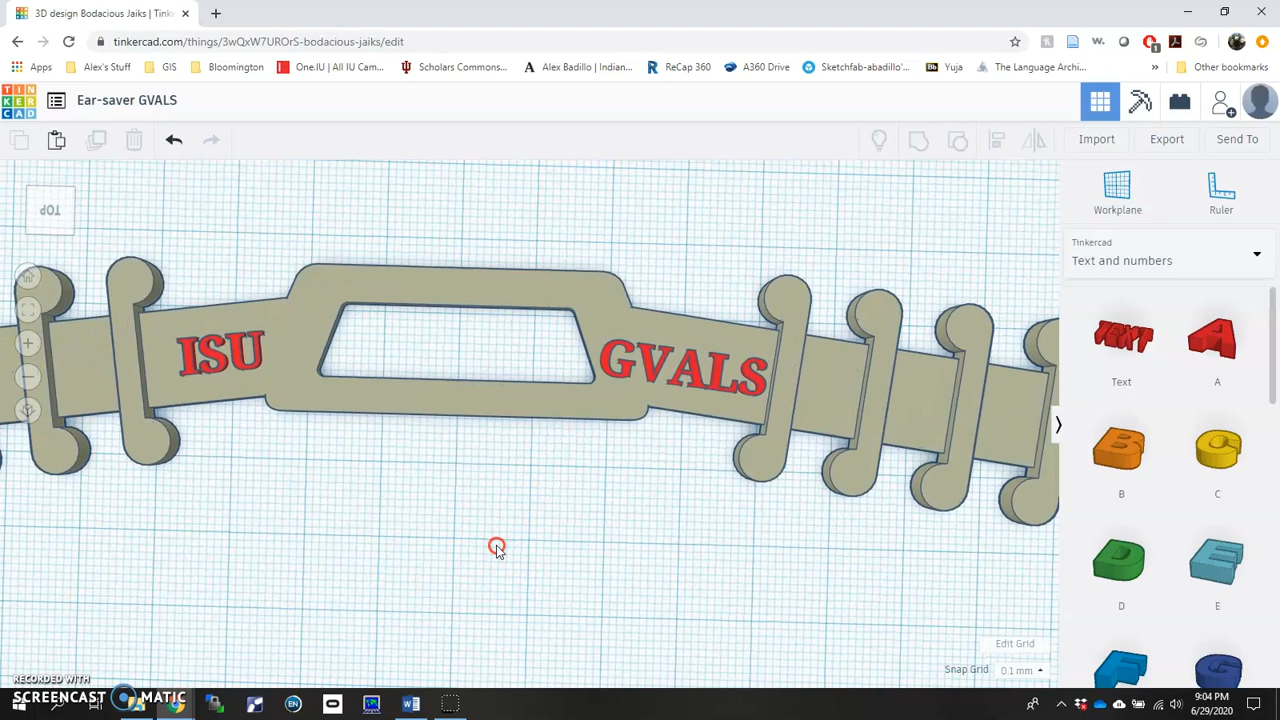 3D design Bodacious Jaiks | Tink
tinkercad.com/things/3wQxW7UROrS-bodacious-jaiks/edit
Apps
Alex's Stuff
GIS
Bloomington
One.IU | All IU Cam...
Scholars Commons...
Alex Badillo | Indian...
ReCap 360
A360 Drive
Sketchfab-abadillo'...
Yuja
The Language Archi...
»
Other bookmarks
TIN
KER
CAD
Ear-saver GVALS
Import
Export
Send To
TOP
Workplane
Ruler
Tinkercad
Text and numbers
ISU
GVALS
TEXT
A
Text
A
B
C
B
C
D
E
D
E
F
G
Edit Grid
Snap Grid
0.1 mm
RECORDED WITH
SCREENCAST MATIC
9:04 PM
6/29/2020